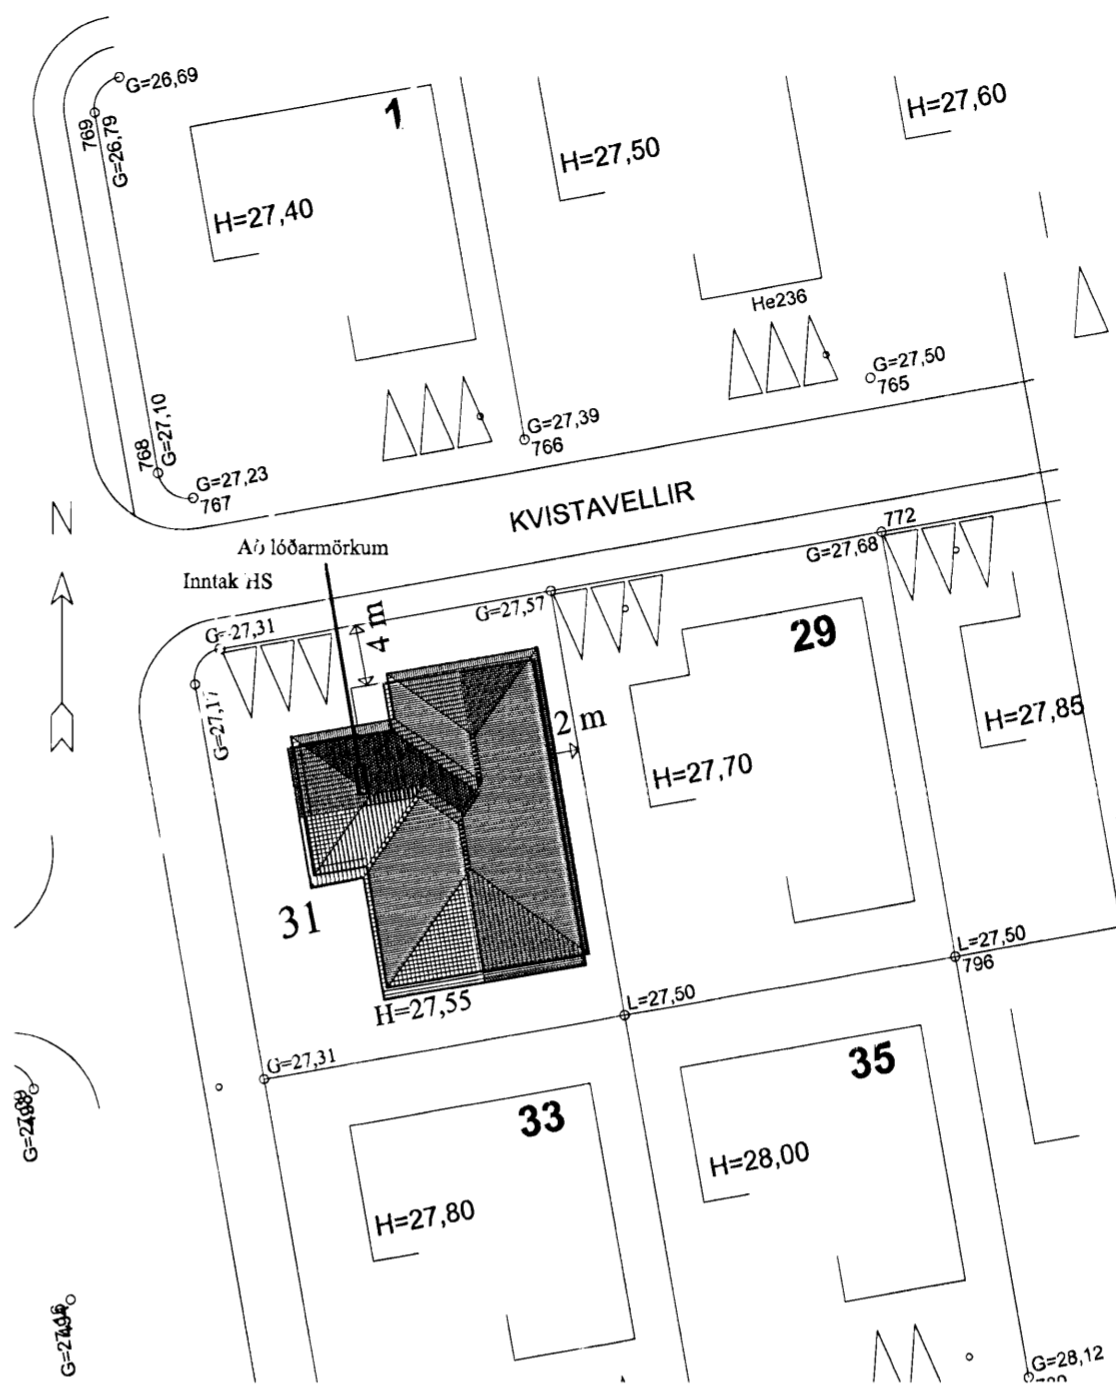 G=26,69
769
G=26,79
1
H=27,40
H=27,50
H=27,60
He236
G=27,50
765
G=27,39
766
768
G=27,10
G=27,23
767
KVISTAVELLIR
N
Að lóðarmörkum
Inntak HS
772
G=27,68
G=27,57
G=27,31
4 m
2 m
29
H=27,85
H=27,70
31
H=27,55
L=27,50
796
L=27,50
G=27,31
33
35
H=28,00
H=27,80
G=28,12